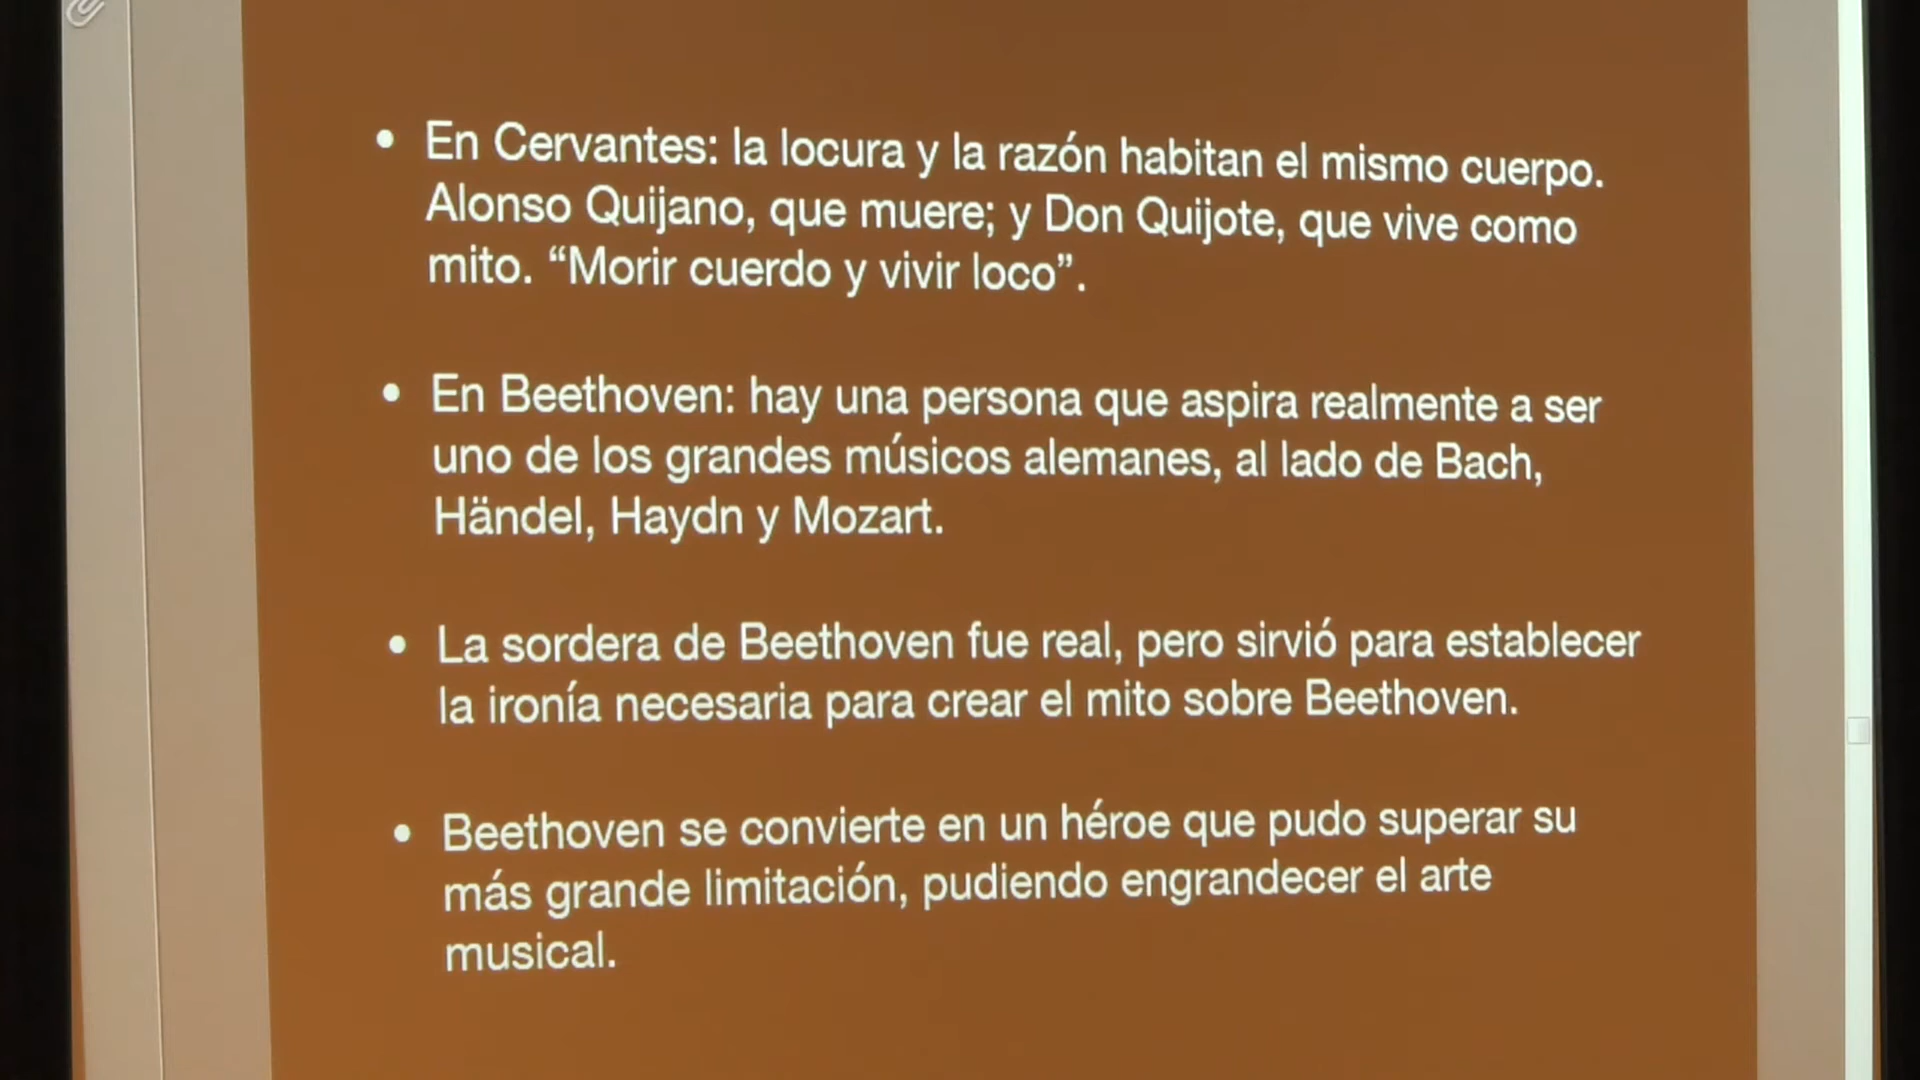 • En Cervantes: la locura y la razón habitan el mismo cuerpo.
Alonso Quijano, que muere; y Don Quijote, que vive como
mito. “Morir cuerdo y vivir loco”.
• En Beethoven: hay una persona que aspira realmente a ser
uno de los grandes músicos alemanes, al lado de Bach,
Händel, Haydn y Mozart.
• La sordera de Beethoven fue real, pero sirvió para establecer
la ironía necesaria para crear el mito sobre Beethoven.
• Beethoven se convierte en un héroe que pudo superar su
más grande limitación, pudiendo engrandecer el arte
musical.